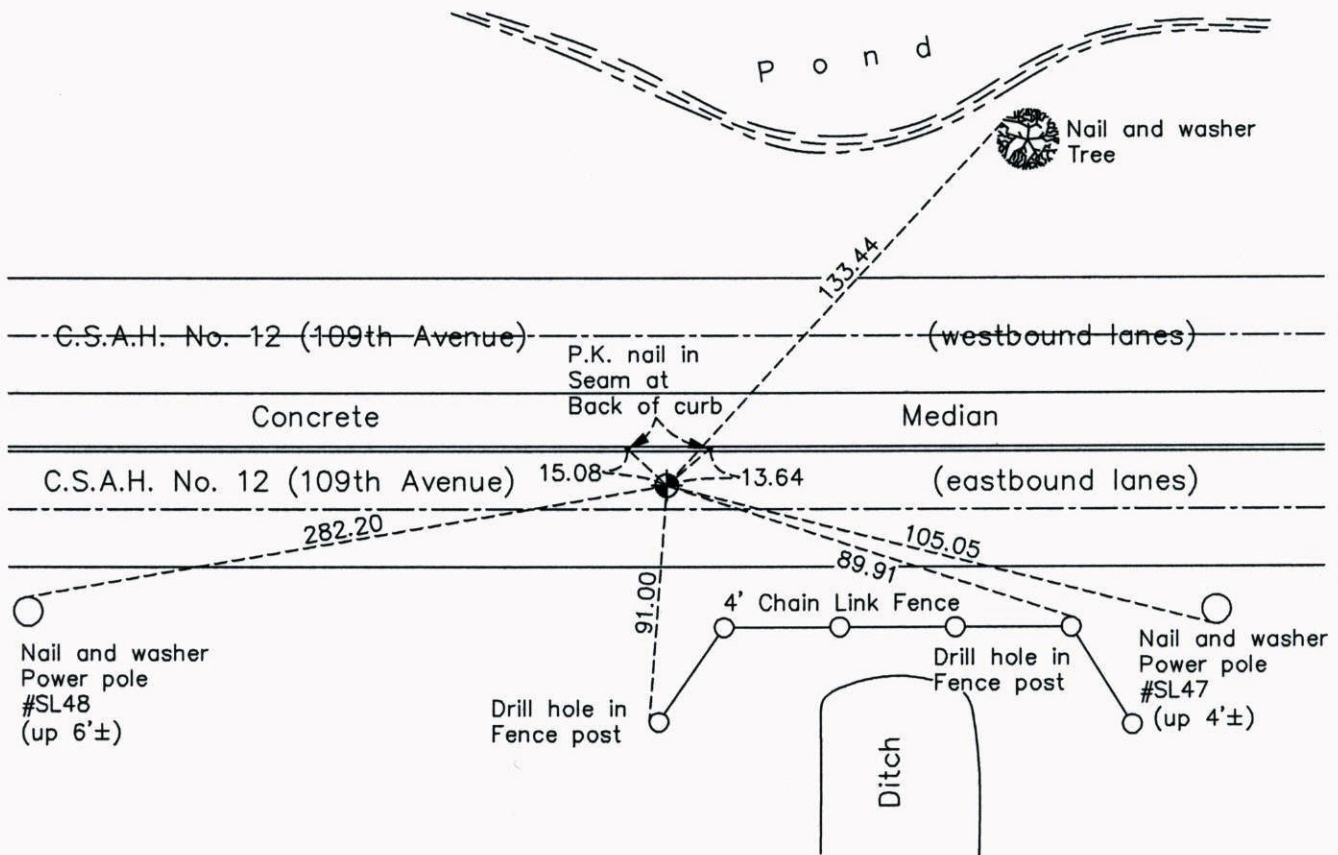 Pond
Nail and washer
Tree
133.44
C.S.A.H. No. 12 (109th Avenue)
(westbound lanes)
P.K. nail in
Seam at
Back of curb
Concrete
Median
C.S.A.H. No. 12 (109th Avenue)
15.08
13.64
(eastbound lanes)
282.20
105.05
89.91
91.00
4' Chain Link Fence
Nail and washer
Power pole
#SL48
(up 6'±)
Drill hole in
Fence post
Drill hole in
Fence post
Nail and washer
Power pole
#SL47
(up 4'±)
Ditch